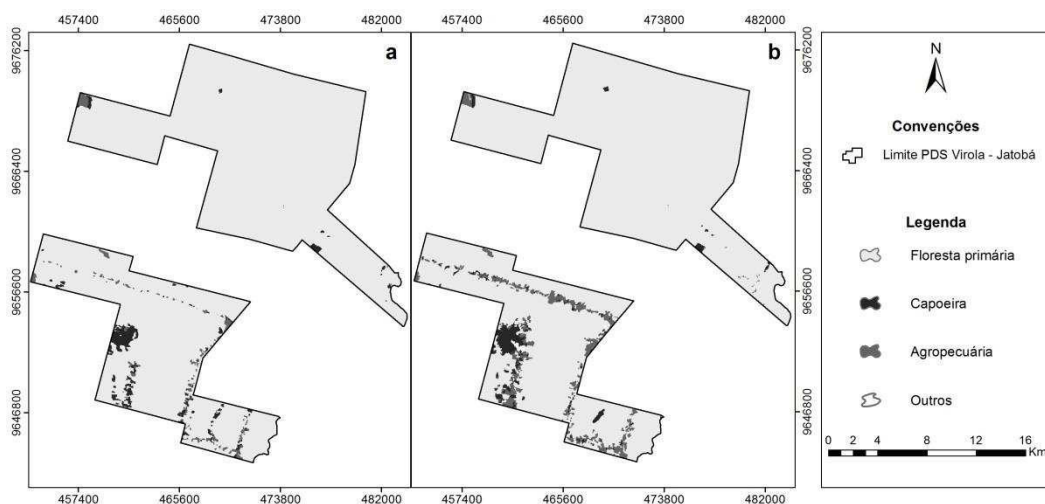 457400 465600 473800 482000 457400 465600 473800 482000
a
b
9676200
9666400
9656600
9646800
9676200
9666400
9656600
9646800
457400 465600 473800 482000 457400 465600 473800 482000
N
Convenções
Limite PDS Virola - Jatobá
Legenda
Floresta primária
Capoeira
Agropecuária
Outros
0 2 4 8 12 16
Km